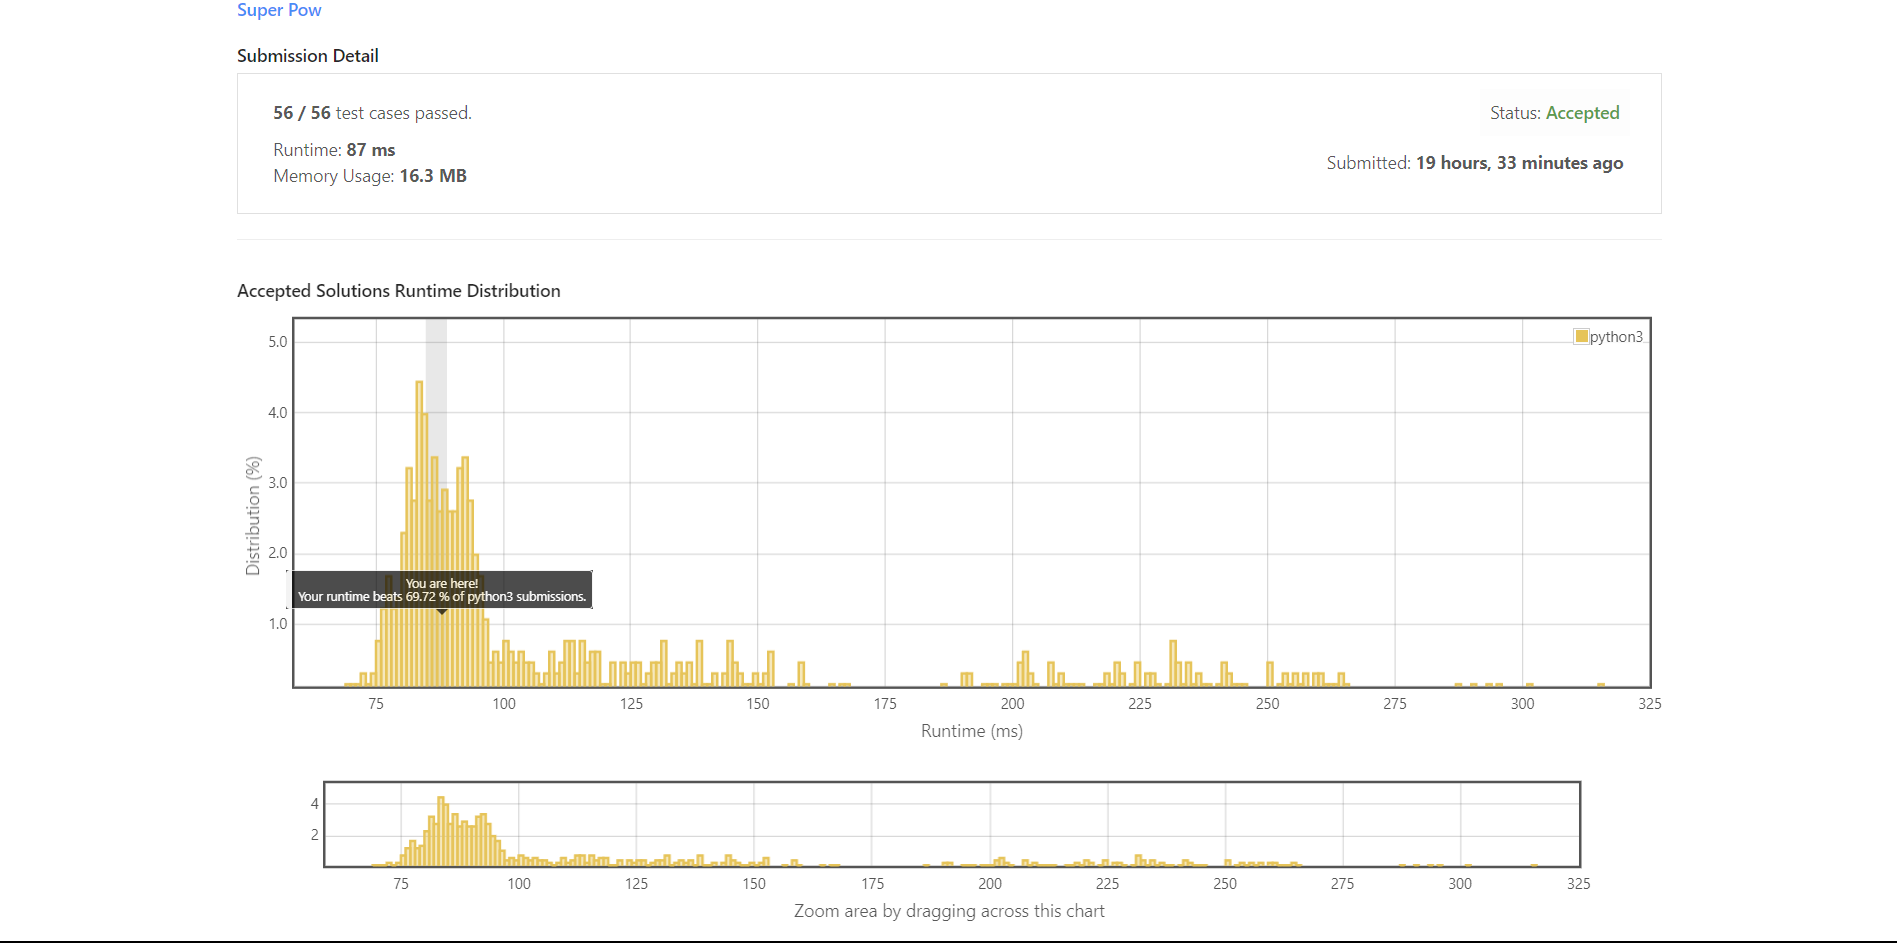 Super Pow
Submission Detail
56 / 56 test cases passed.
Status: Accepted
Runtime: 87 ms
Submitted: 19 hours, 33 minutes ago
Memory Usage: 16.3 MB
Accepted Solutions Runtime Distribution
python3
5.0
4.0
3.0
2.0
1.0
Distribution (%)
You are here!
Your runtime beats 69.72 % of python3 submissions.
75 100 125 150 175 200 225 250 275 300 325
Runtime (ms)
4
2
75 100 125 150 175 200 225 250 275 300 325
Zoom area by dragging across this chart